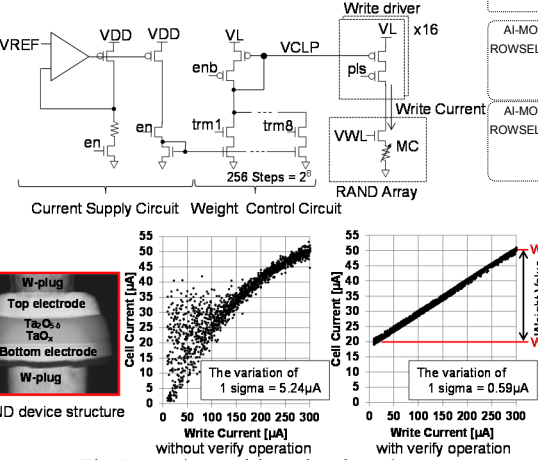 Write driver
VREF
VDD
VDD
VL
VCLP
VL
x16
enb
pls
Write Current
en
en
trm1
trm8
VWL
MC
256 Steps = 2⁸
RAND Array
Current Supply Circuit
Weight Control Circuit
AI-MO
ROWSEL
AI-MO
ROWSEL
W-plug
Top electrode
Ta₂O₅₋δ
TaOₓ
Bottom electrode
W-plug
ND device structure
Cell Current [µA]
55
50
45
40
35
30
25
20
15
10
5
0
The variation of
1 sigma = 5.24µA
0 50 100 150 200 250 300
Write Current [µA]
without verify operation
Cell Current [µA]
55
50
45
40
35
30
25
20
15
10
5
0
The variation of
1 sigma = 0.59µA
0 50 100 150 200 250 300
Write Current [µA]
with verify operation
W
W